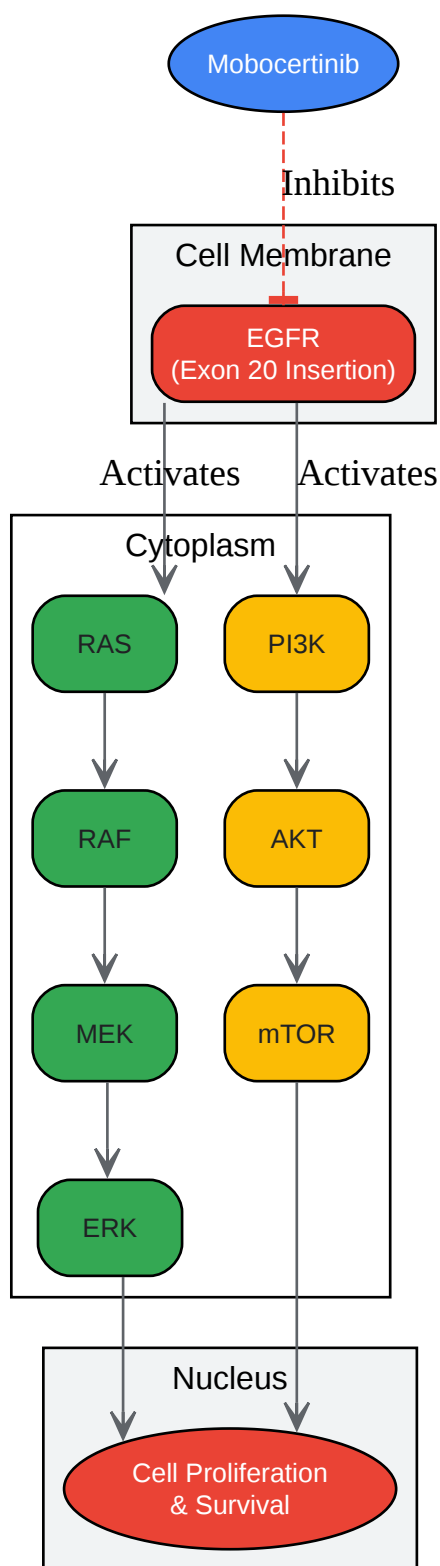 Mobocertinib
Inhibits
Cell Membrane
EGFR
(Exon 20 Insertion)
Activates
Activates
Cytoplasm
RAS
PI3K
RAF
AKT
MEK
mTOR
ERK
Nucleus
Cell Proliferation
& Survival